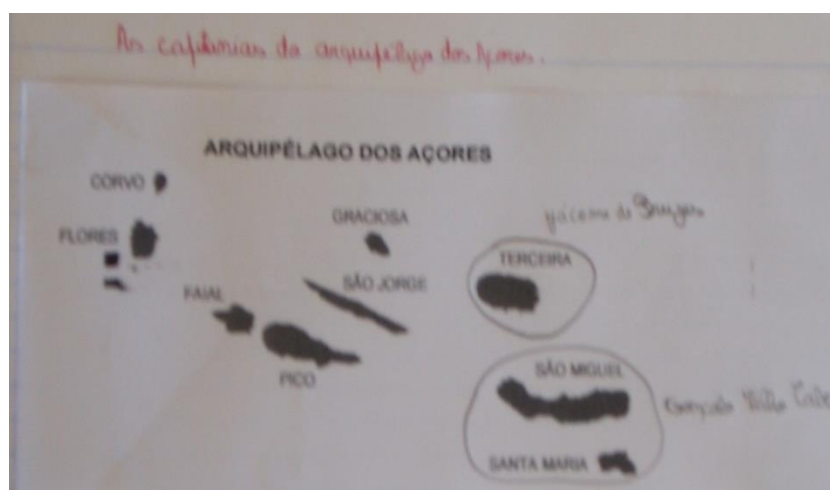 As capitanias do arquipélago dos Açores.
ARQUIPÉLAGO DOS AÇORES
CORVO
GRACIOSA
Jácome de Bruges
FLORES
TERCEIRA
SÃO JORGE
FAIAL
PICO
SÃO MIGUEL
Gonçalo Velho
SANTA MARIA